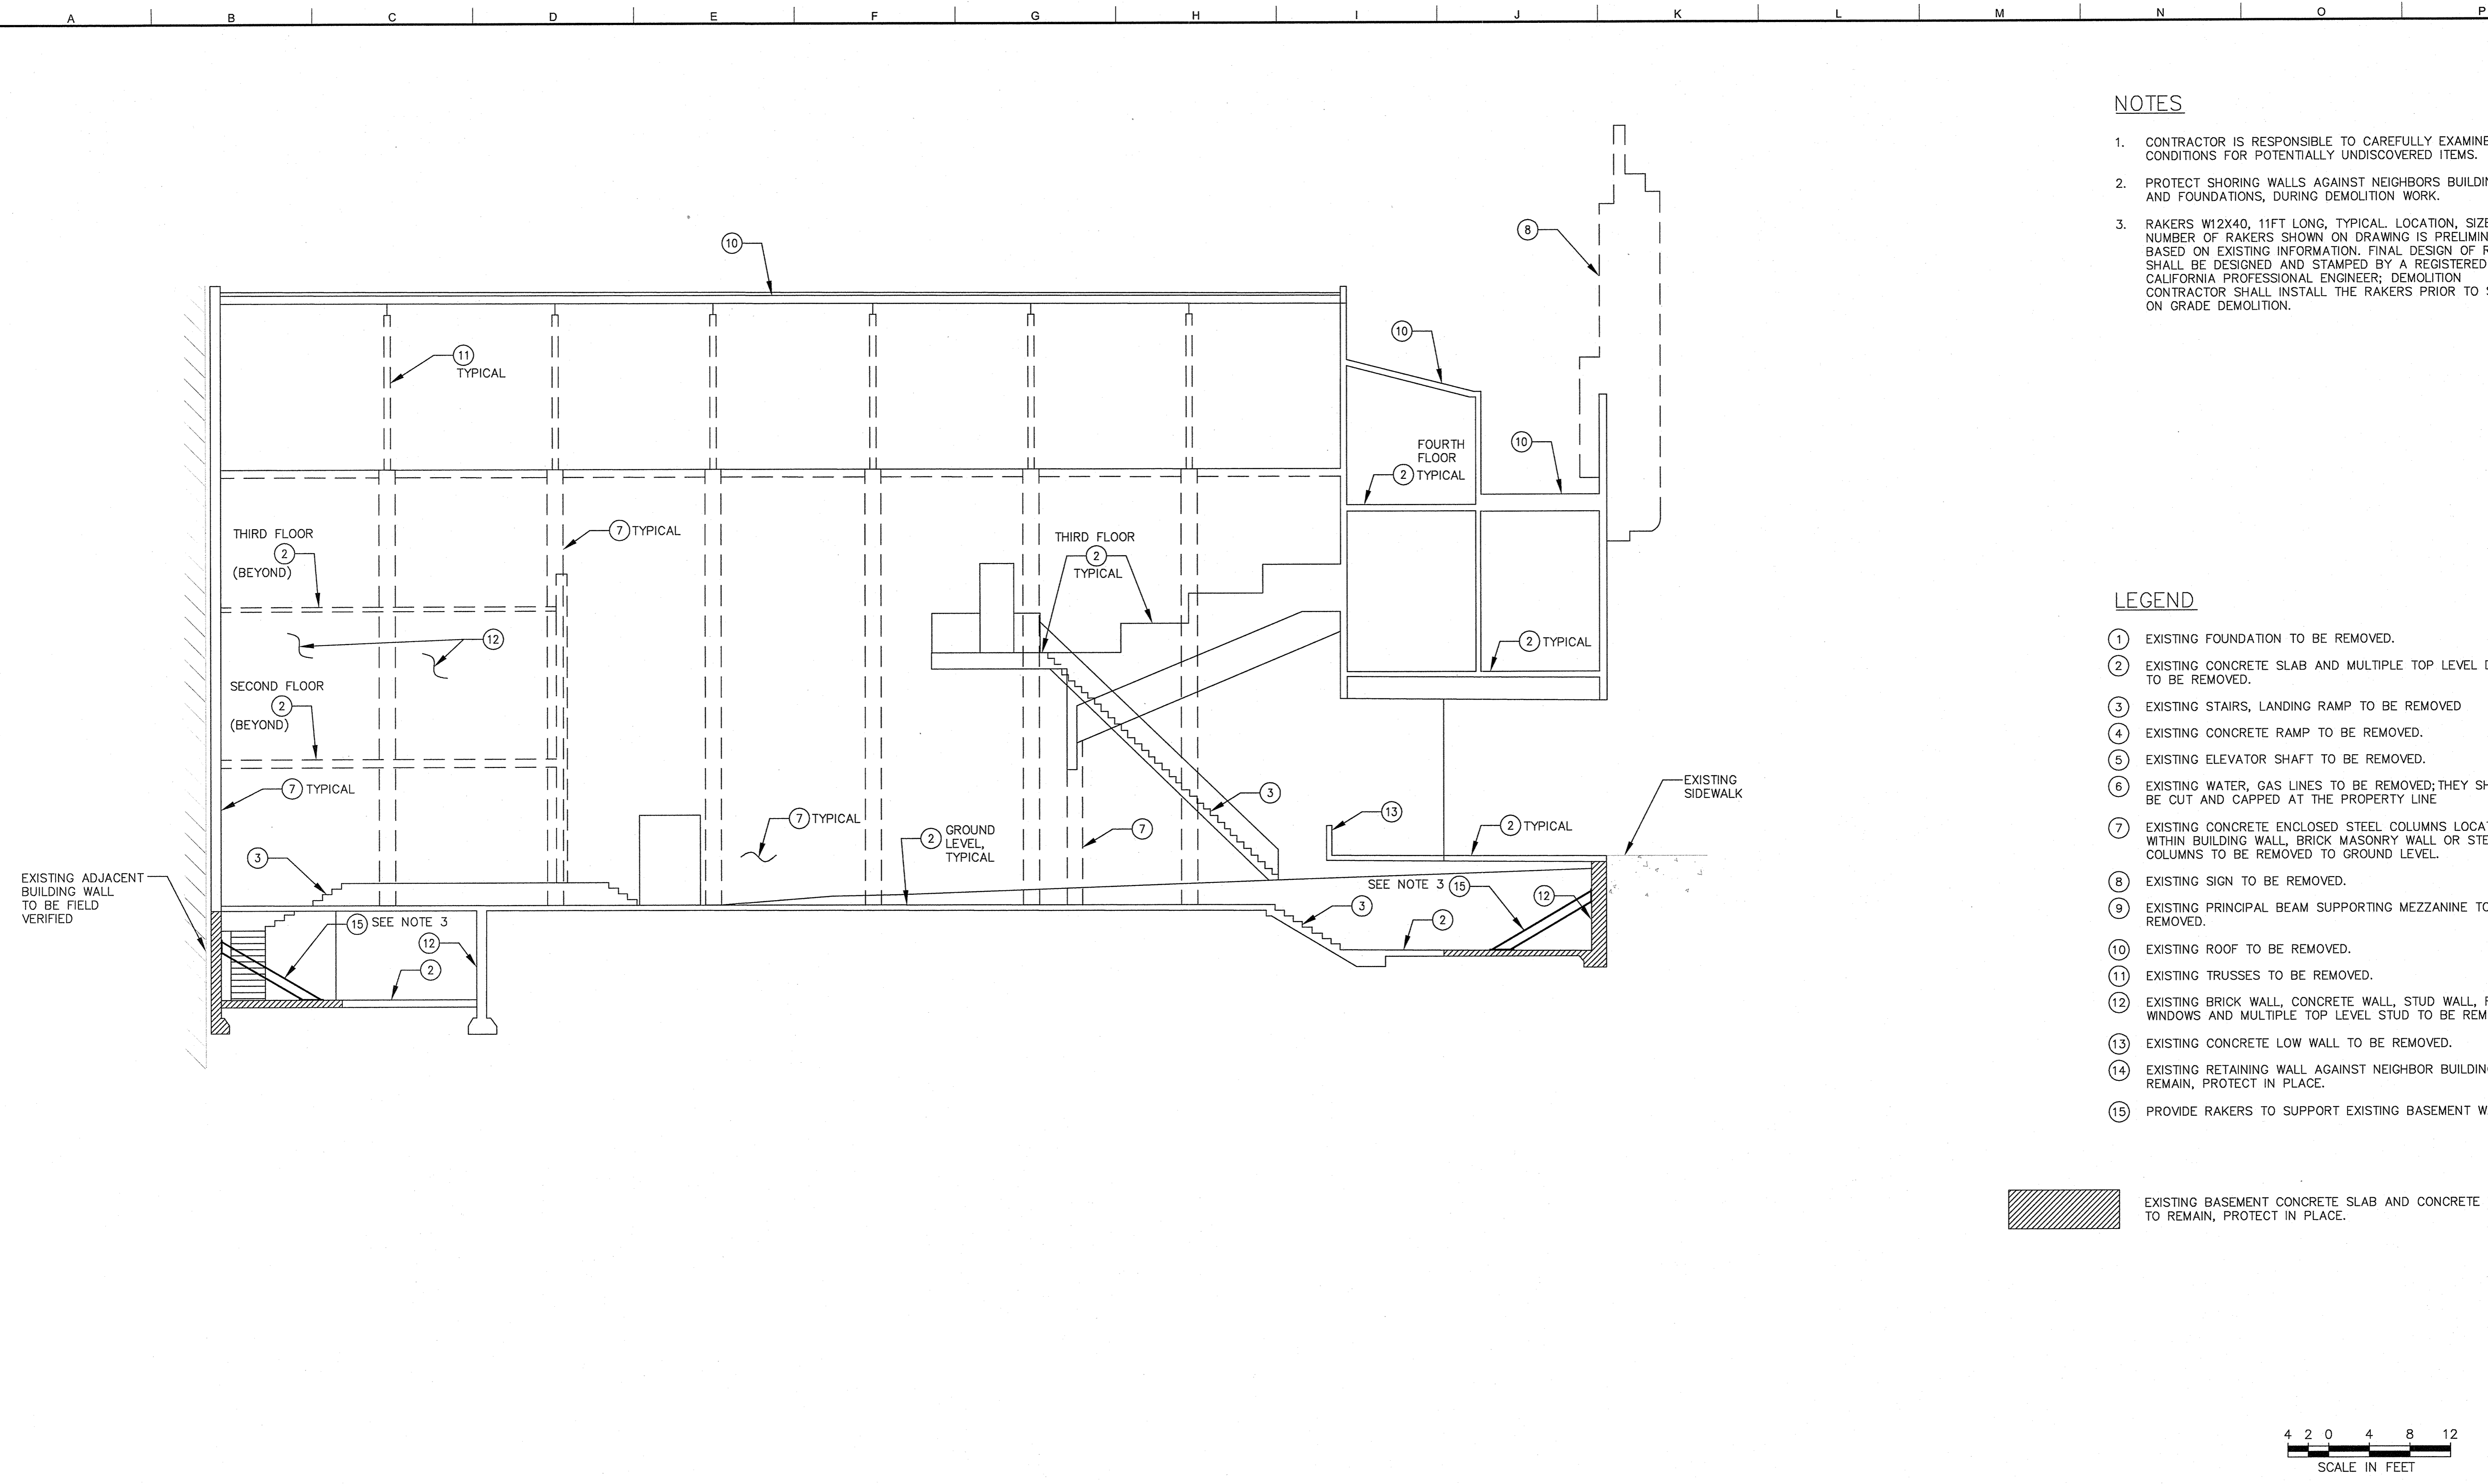 A B C D E F G H I J K L M N O P
NOTES
1. CONTRACTOR IS RESPONSIBLE TO CAREFULLY EXAMINE
CONDITIONS FOR POTENTIALLY UNDISCOVERED ITEMS.
2. PROTECT SHORING WALLS AGAINST NEIGHBORS
AND FOUNDATIONS, DURING DEMOLITION WORK.
3. RAKERS W12X40, 11FT LONG, TYPICAL. LOCATION, SIZE
NUMBER OF RAKERS SHOWN ON DRAWING IS
BASED ON EXISTING INFORMATION. FINAL DESIGN OF
SHALL BE DESIGNED AND STAMPED BY A REGISTERED
CALIFORNIA PROFESSIONAL ENGINEER; DEMOLITION
CONTRACTOR SHALL INSTALL THE RAKERS PRIOR TO
ON GRADE DEMOLITION.
8
10
10
11
TYPICAL
FOURTH
FLOOR
2 TYPICAL
10
THIRD FLOOR
2
(BEYOND)
7 TYPICAL
THIRD FLOOR
2
TYPICAL
12
2 TYPICAL
SECOND FLOOR
2
(BEYOND)
7 TYPICAL
3
EXISTING
SIDEWALK
13
7 TYPICAL
2 GROUND
LEVEL,
TYPICAL
7
2 TYPICAL
3
EXISTING ADJACENT
BUILDING WALL
TO BE FIELD
VERIFIED
SEE NOTE 3 15
12
3
2
15 SEE NOTE 3
12
2
LEGEND
1 EXISTING FOUNDATION TO BE REMOVED.
2 EXISTING CONCRETE SLAB AND MULTIPLE TOP LEVEL
TO BE REMOVED.
3 EXISTING STAIRS, LANDING RAMP TO BE REMOVED
4 EXISTING CONCRETE RAMP TO BE REMOVED.
5 EXISTING ELEVATOR SHAFT TO BE REMOVED.
6 EXISTING WATER, GAS LINES TO BE REMOVED;THEY
BE CUT AND CAPPED AT THE PROPERTY LINE
7 EXISTING CONCRETE ENCLOSED STEEL COLUMNS
WITHIN BUILDING WALL, BRICK MASONRY WALL OR
COLUMNS TO BE REMOVED TO GROUND LEVEL.
8 EXISTING SIGN TO BE REMOVED.
9 EXISTING PRINCIPAL BEAM SUPPORTING MEZZANINE TO
REMOVED.
10 EXISTING ROOF TO BE REMOVED.
11 EXISTING TRUSSES TO BE REMOVED.
12 EXISTING BRICK WALL, CONCRETE WALL, STUD WALL,
WINDOWS AND MULTIPLE TOP LEVEL STUD TO BE
13 EXISTING CONCRETE LOW WALL TO BE REMOVED.
14 EXISTING RETAINING WALL AGAINST NEIGHBOR
REMAIN, PROTECT IN PLACE.
15 PROVIDE RAKERS TO SUPPORT EXISTING BASEMENT
EXISTING BASEMENT CONCRETE SLAB AND CONCRETE
TO REMAIN, PROTECT IN PLACE.
4 2 0 4 8 12
SCALE IN FEET